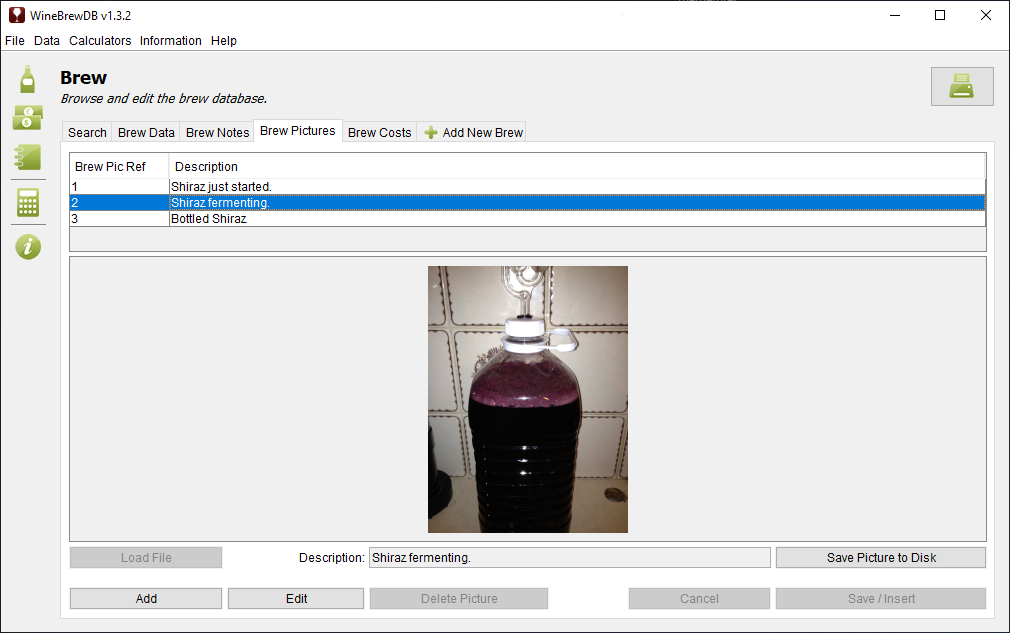 WineBrewDB v1.3.2
File Data Calculators Information Help
Brew
Browse and edit the brew database.
Search Brew Data Brew Notes Brew Pictures Brew Costs Add New Brew
Brew Pic Ref Description
1 Shiraz just started.
2 Shiraz fermenting.
3 Bottled Shiraz
Load File Description: Shiraz fermenting. Save Picture to Disk
Add Edit Delete Picture Cancel Save / Insert